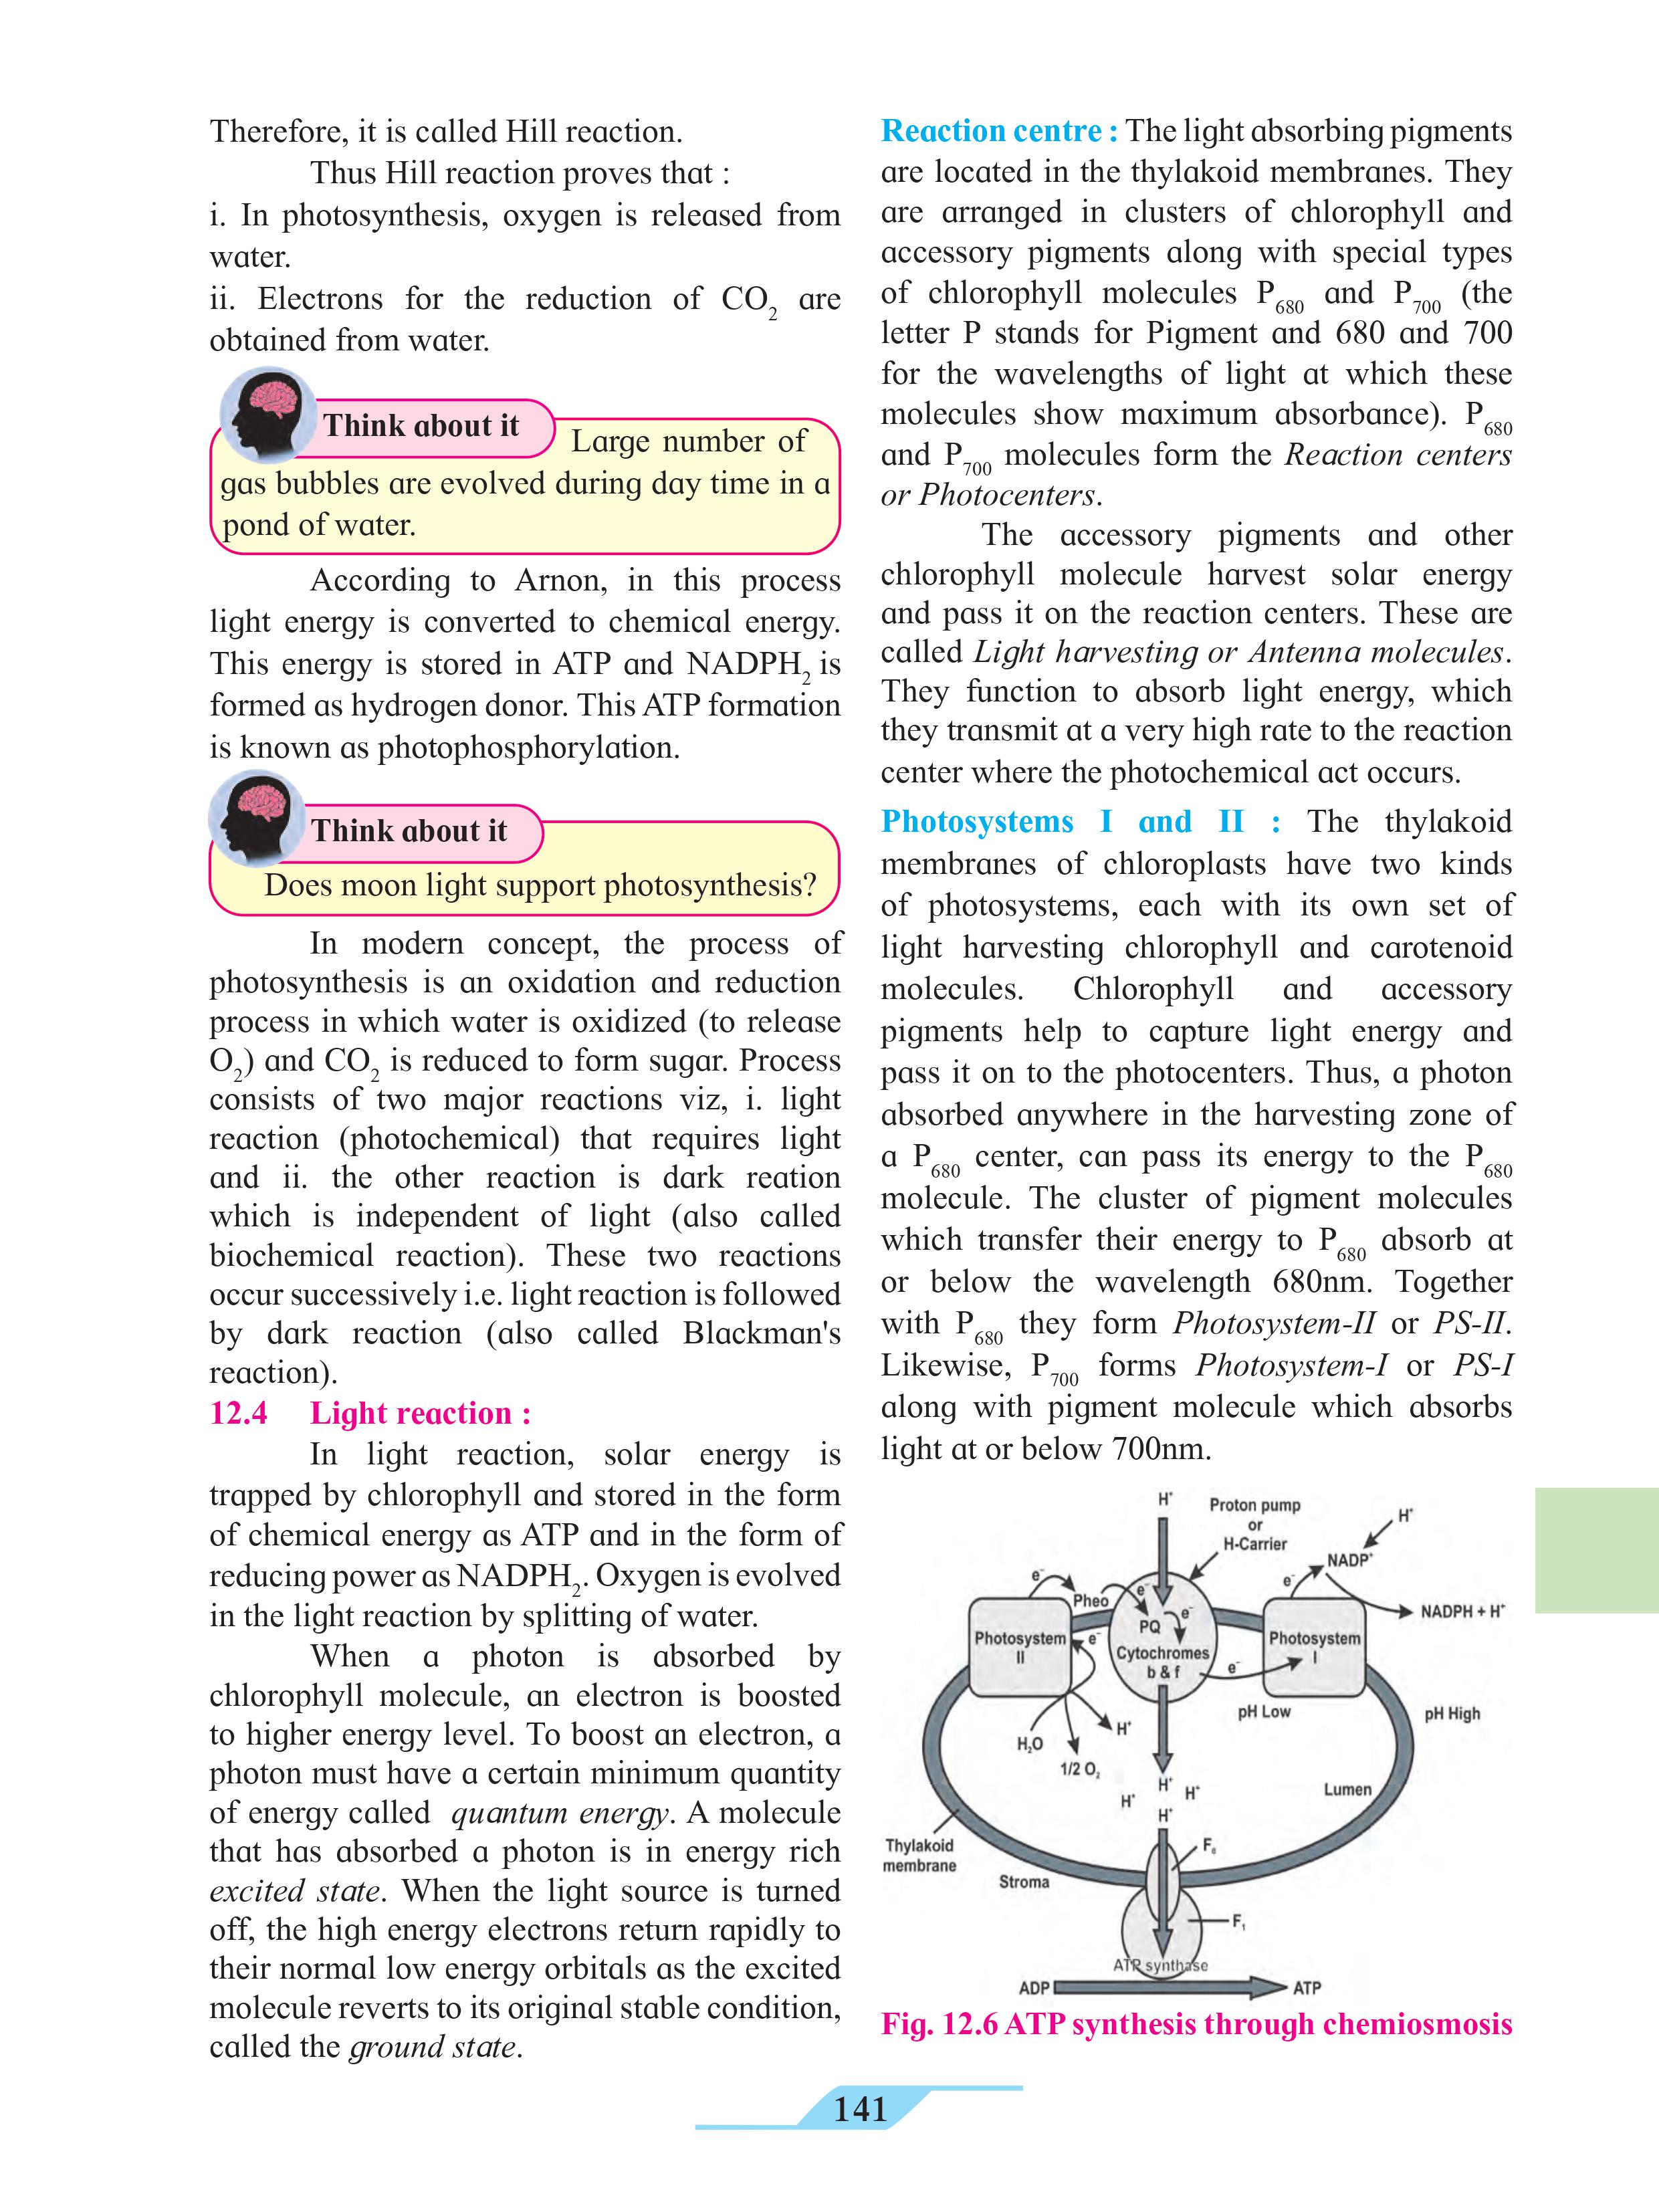 Therefore, it is called Hill reaction.
Thus Hill reaction proves that :
i. In photosynthesis, oxygen is released from
water.
ii. Electrons for the reduction of CO₂ are
obtained from water.
Think about it
Large number of
gas bubbles are evolved during day time in a
pond of water.
According to Arnon, in this process
light energy is converted to chemical energy.
This energy is stored in ATP and NADPH₂ is
formed as hydrogen donor. This ATP formation
is known as photophosphorylation.
Think about it
Does moon light support photosynthesis?
In modern concept, the process of
photosynthesis is an oxidation and reduction
process in which water is oxidized (to release
O₂) and CO₂ is reduced to form sugar. Process
consists of two major reactions viz, i. light
reaction (photochemical) that requires light
and ii. the other reaction is dark reation
which is independent of light (also called
biochemical reaction). These two reactions
occur successively i.e. light reaction is followed
by dark reaction (also called Blackman's
reaction).
12.4 Light reaction :
In light reaction, solar energy is
trapped by chlorophyll and stored in the form
of chemical energy as ATP and in the form of
reducing power as NADPH₂. Oxygen is evolved
in the light reaction by splitting of water.
When a photon is absorbed by
chlorophyll molecule, an electron is boosted
to higher energy level. To boost an electron, a
photon must have a certain minimum quantity
of energy called quantum energy. A molecule
that has absorbed a photon is in energy rich
excited state. When the light source is turned
off, the high energy electrons return rapidly to
their normal low energy orbitals as the excited
molecule reverts to its original stable condition,
called the ground state.
Reaction centre : The light absorbing pigments
are located in the thylakoid membranes. They
are arranged in clusters of chlorophyll and
accessory pigments along with special types
of chlorophyll molecules P₆₈₀ and P₇₀₀ (the
letter P stands for Pigment and 680 and 700
for the wavelengths of light at which these
molecules show maximum absorbance). P₆₈₀
and P₇₀₀ molecules form the Reaction centers
or Photocenters.
The accessory pigments and other
chlorophyll molecule harvest solar energy
and pass it on the reaction centers. These are
called Light harvesting or Antenna molecules.
They function to absorb light energy, which
they transmit at a very high rate to the reaction
center where the photochemical act occurs.
Photosystems I and II : The thylakoid
membranes of chloroplasts have two kinds
of photosystems, each with its own set of
light harvesting chlorophyll and carotenoid
molecules. Chlorophyll and accessory
pigments help to capture light energy and
pass it on to the photocenters. Thus, a photon
absorbed anywhere in the harvesting zone of
a P₆₈₀ center, can pass its energy to the P₆₈₀
molecule. The cluster of pigment molecules
which transfer their energy to P₆₈₀ absorb at
or below the wavelength 680nm. Together
with P₆₈₀ they form Photosystem-II or PS-II.
Likewise, P₇₀₀ forms Photosystem-I or PS-I
along with pigment molecule which absorbs
light at or below 700nm.
H⁺
Proton pump
or
H-Carrier
H⁺
NADP⁺
e⁻
Pheo
e⁻
e⁻
NADPH + H⁺
PQ
e⁻
Photosystem
II
e⁻
Cytochromes
b & f
e⁻
Photosystem
I
pH Low
pH High
H⁺
H₂O
1/2 O₂
H⁺
H⁺
H⁺
H⁺
Lumen
Thylakoid
membrane
F₀
Stroma
F₁
ATP synthase
ADP
ATP
Fig. 12.6 ATP synthesis through chemiosmosis
141